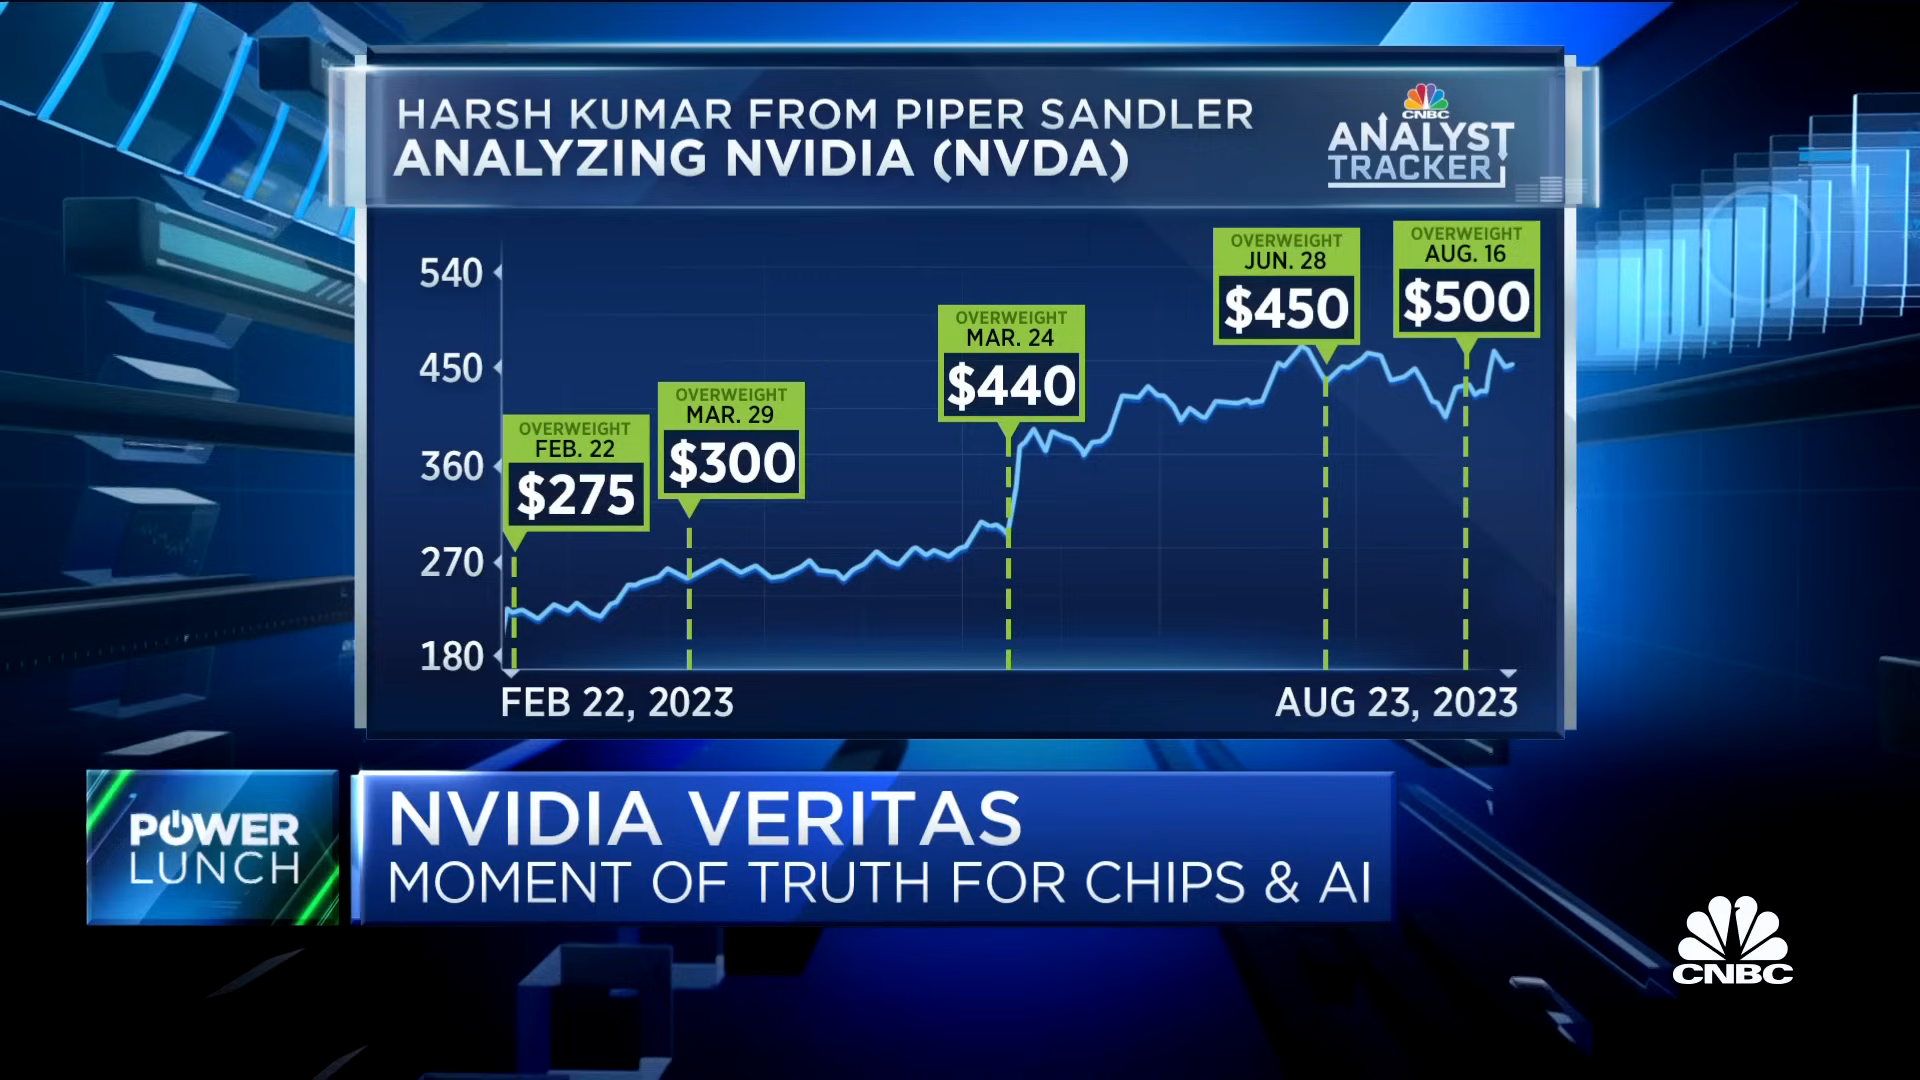 HARSH KUMAR FROM PIPER SANDLER
ANALYZING NVIDIA (NVDA)
CNBC
ANALYST
TRACKER
540
450
360
270
180
OVERWEIGHT
FEB. 22
$275
OVERWEIGHT
MAR. 29
$300
OVERWEIGHT
MAR. 24
$440
OVERWEIGHT
JUN. 28
$450
OVERWEIGHT
AUG. 16
$500
FEB 22, 2023
AUG 23, 2023
POWER
LUNCH
NVIDIA VERITAS
MOMENT OF TRUTH FOR CHIPS & AI
CNBC